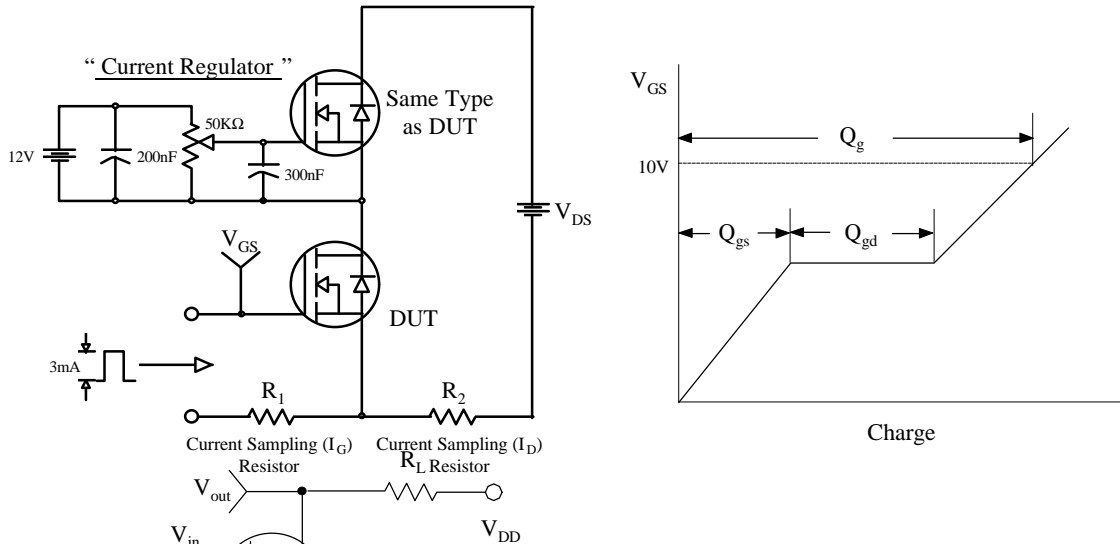 “ Current Regulator ”
Same Type
as DUT
50KΩ
12V
200nF
300nF
V_DS
V_GS
DUT
3mA
R_1
R_2
Current Sampling (I_G)
Resistor
Current Sampling (I_D)
Resistor
R_L
V_out
V_DD
V_in
V_GS
Q_g
10V
Q_gs
Q_gd
Charge